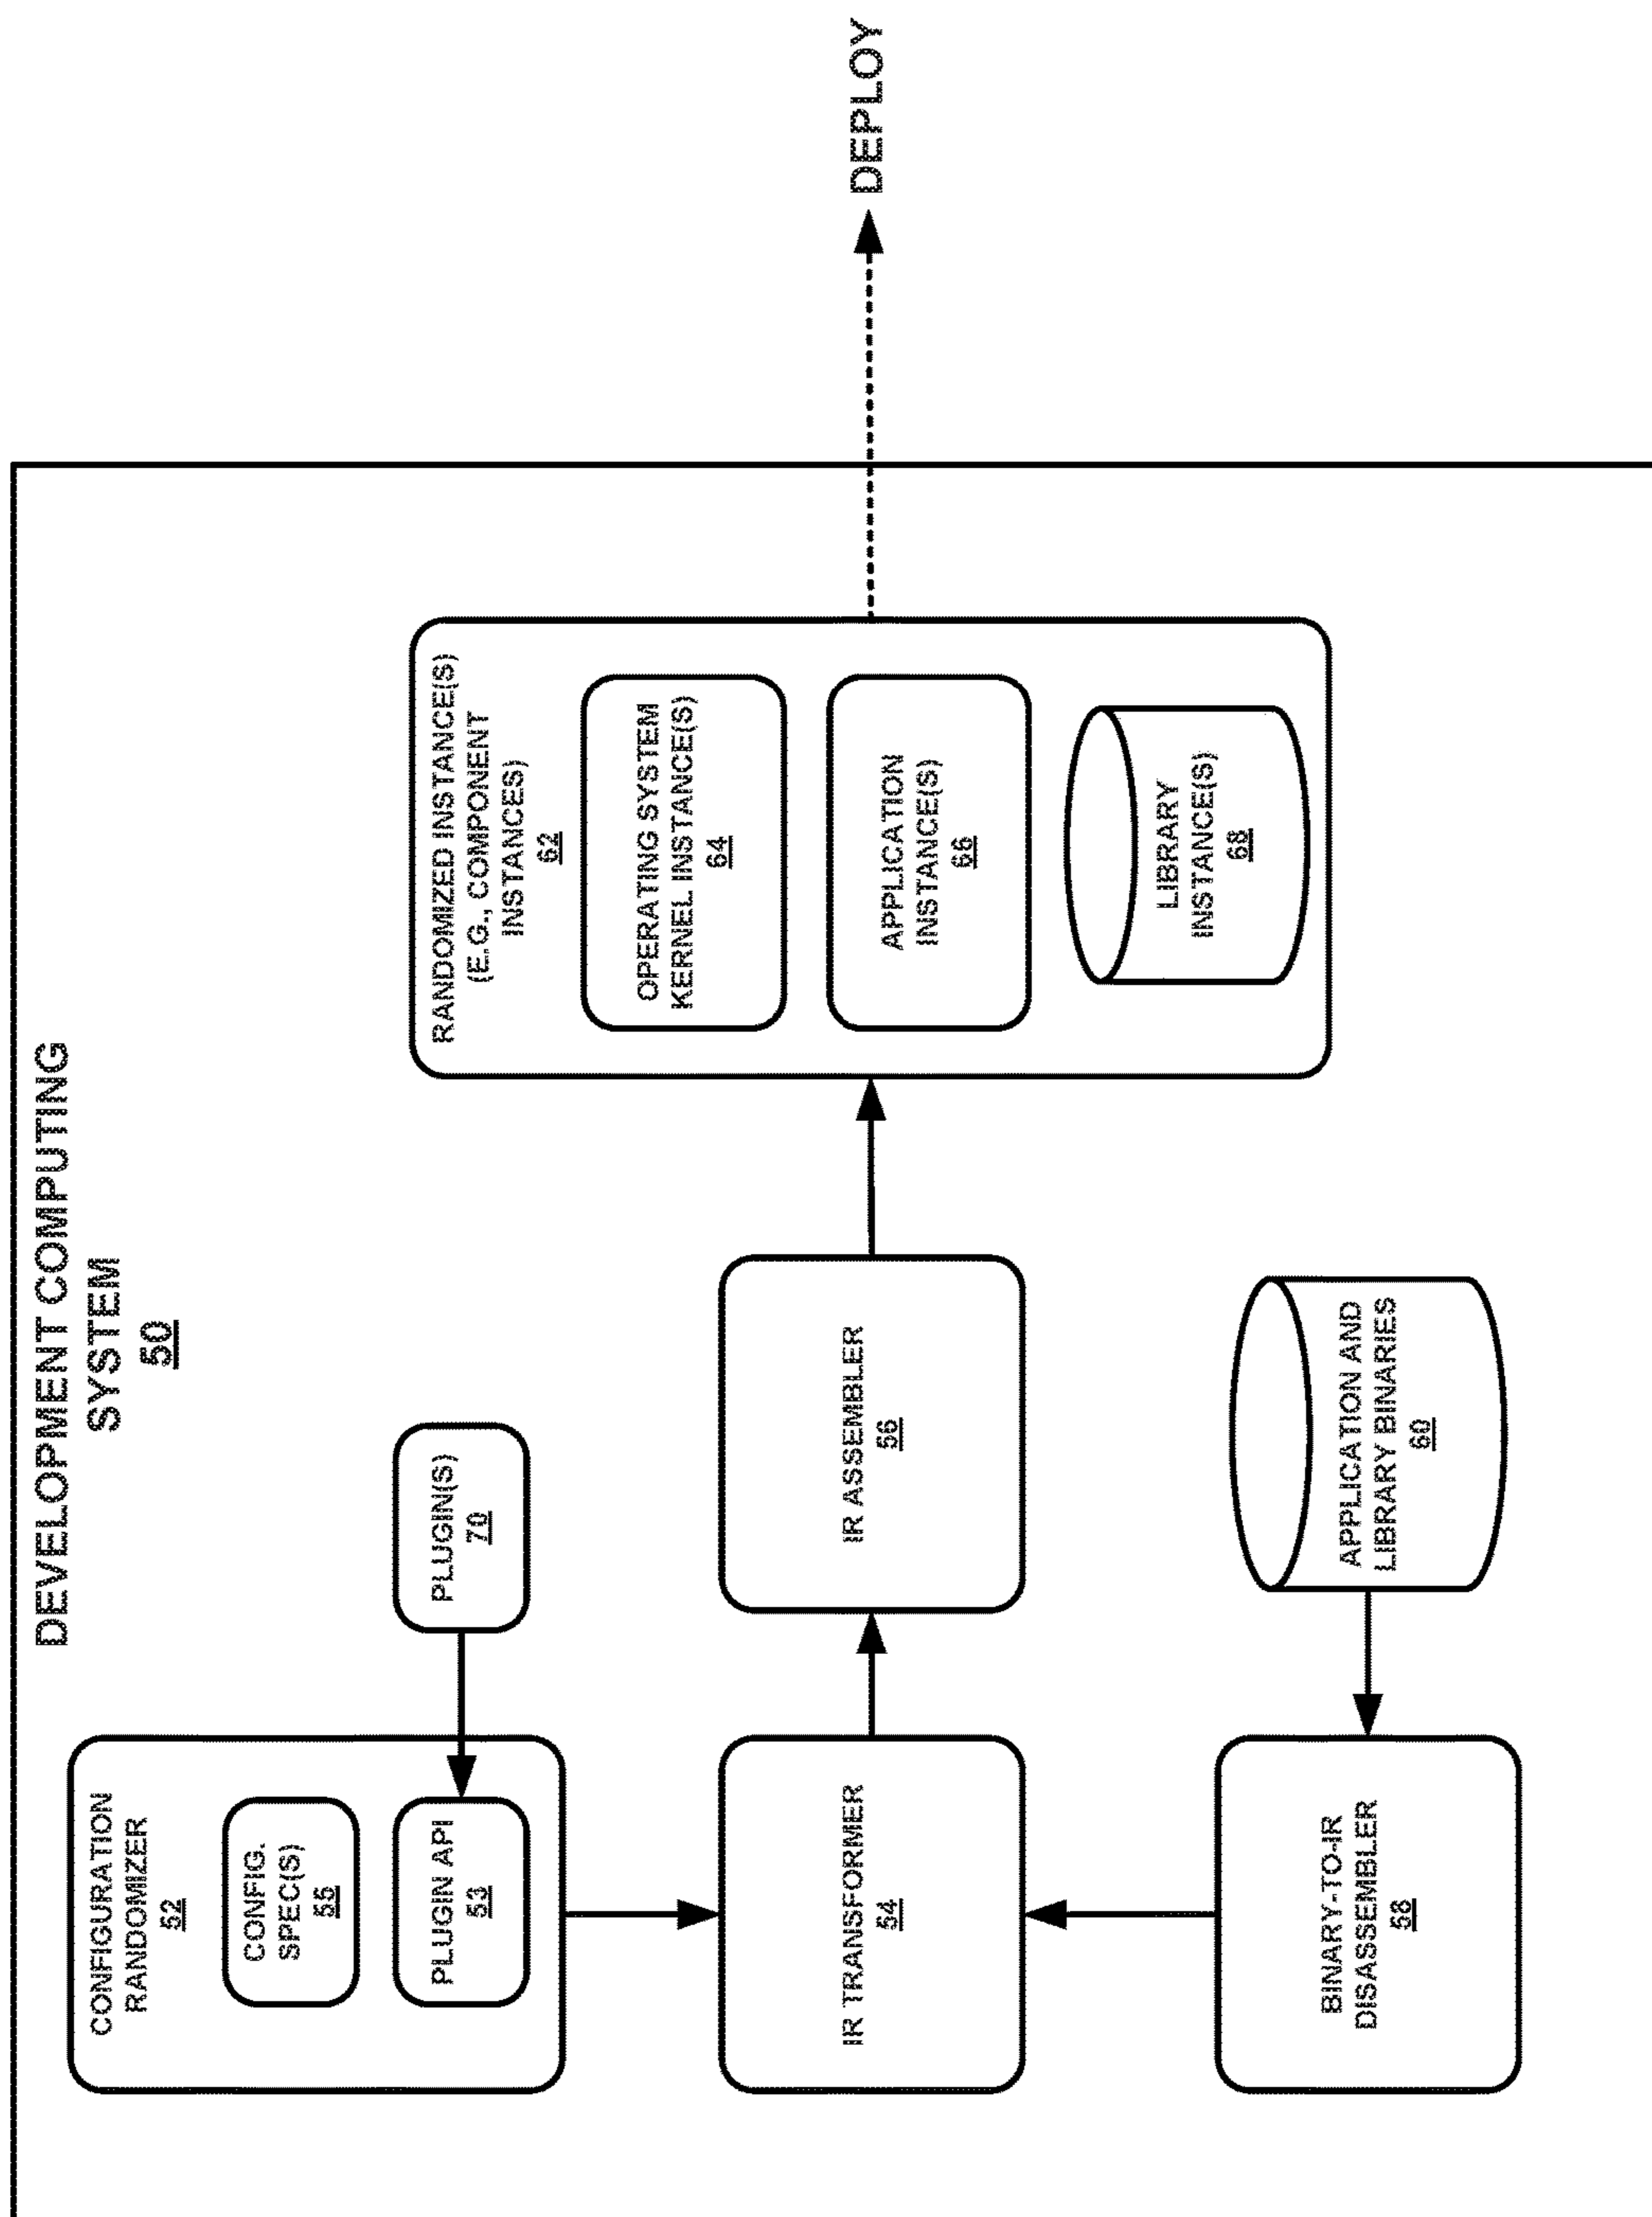 DEVELOPMENT COMPUTING
SYSTEM
50
CONFIGURATION
RANDOMIZER
52
CONFIG.
SPEC(S)
55
PLUGIN API
53
PLUGIN(S)
70
IR TRANSFORMER
54
IR ASSEMBLER
56
BINARY-TO-IR
DISASSEMBLER
58
APPLICATION AND
LIBRARY BINARIES
60
RANDOMIZED INSTANCE(S)
(E.G., COMPONENT
INSTANCES)
62
OPERATING SYSTEM
KERNEL INSTANCE(S)
64
APPLICATION
INSTANCE(S)
66
LIBRARY
INSTANCE(S)
68
DEPLOY